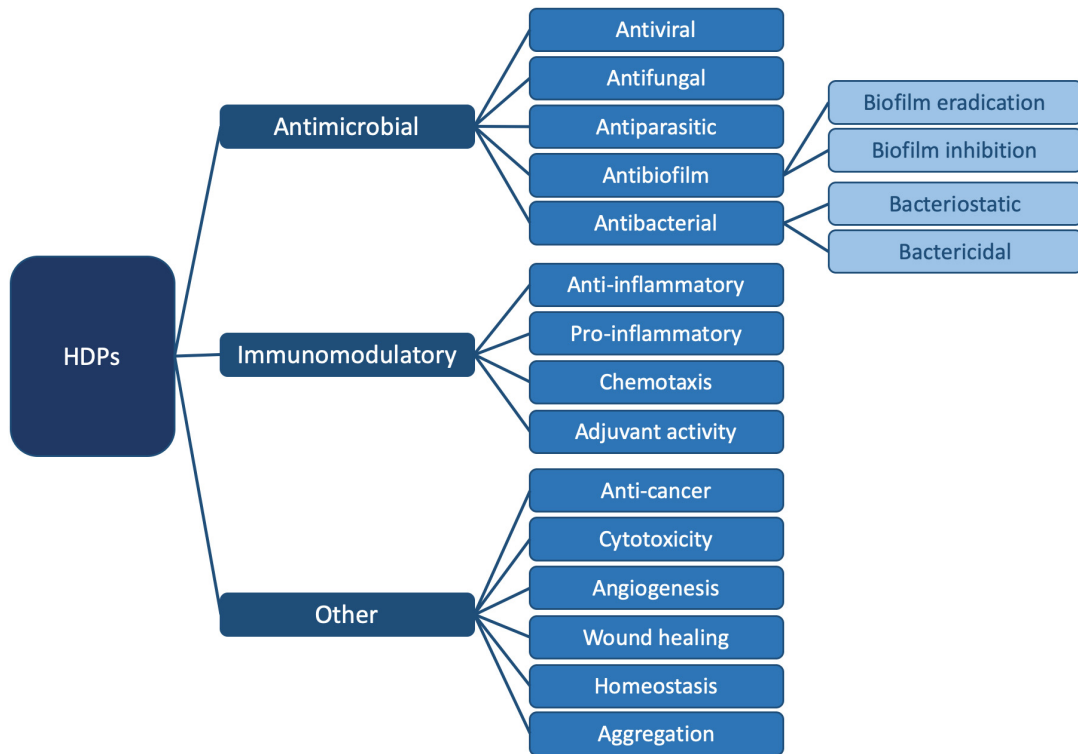 HDPs
Antimicrobial
Antiviral
Antifungal
Antiparasitic
Antibiofilm
Biofilm eradication
Biofilm inhibition
Antibacterial
Bacteriostatic
Bactericidal
Immunomodulatory
Anti-inflammatory
Pro-inflammatory
Chemotaxis
Adjuvant activity
Other
Anti-cancer
Cytotoxicity
Angiogenesis
Wound healing
Homeostasis
Aggregation